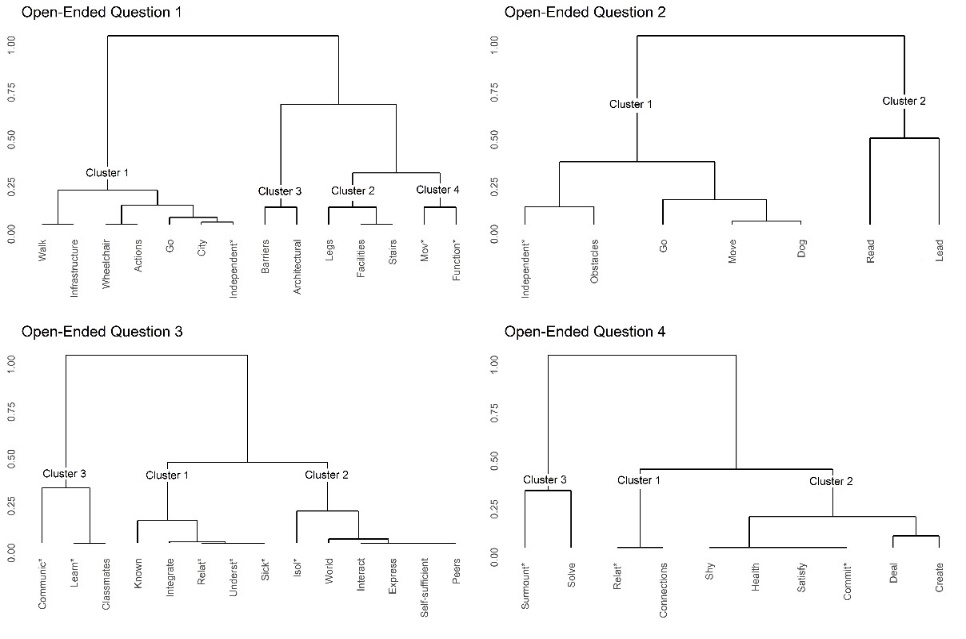 Open-Ended Question 1
1.00
0.75
0.50
0.25
0.00
Cluster 1
Cluster 3
Cluster 2
Cluster 4
Walk
Infrastructure
Wheelchair
Actions
Go
City
Independent*
Barriers
Architectural
Legs
Facilities
Stairs
Mov*
Function*
Open-Ended Question 2
1.00
0.75
0.50
0.25
0.00
Cluster 1
Cluster 2
Independent*
Obstacles
Go
Move
Dog
Read
Lead
Open-Ended Question 3
1.00
0.75
0.50
0.25
0.00
Cluster 3
Cluster 1
Cluster 2
Communic*
Learn*
Classmates
Known
Integrate
Relat*
Underst*
Sick*
Isol*
World
Interact
Express
Self-sufficient
Peers
Open-Ended Question 4
1.00
0.75
0.50
0.25
0.00
Cluster 3
Cluster 1
Cluster 2
Surmount*
Solve
Relat*
Connections
Shy
Health
Satisfy
Commit*
Deal
Create